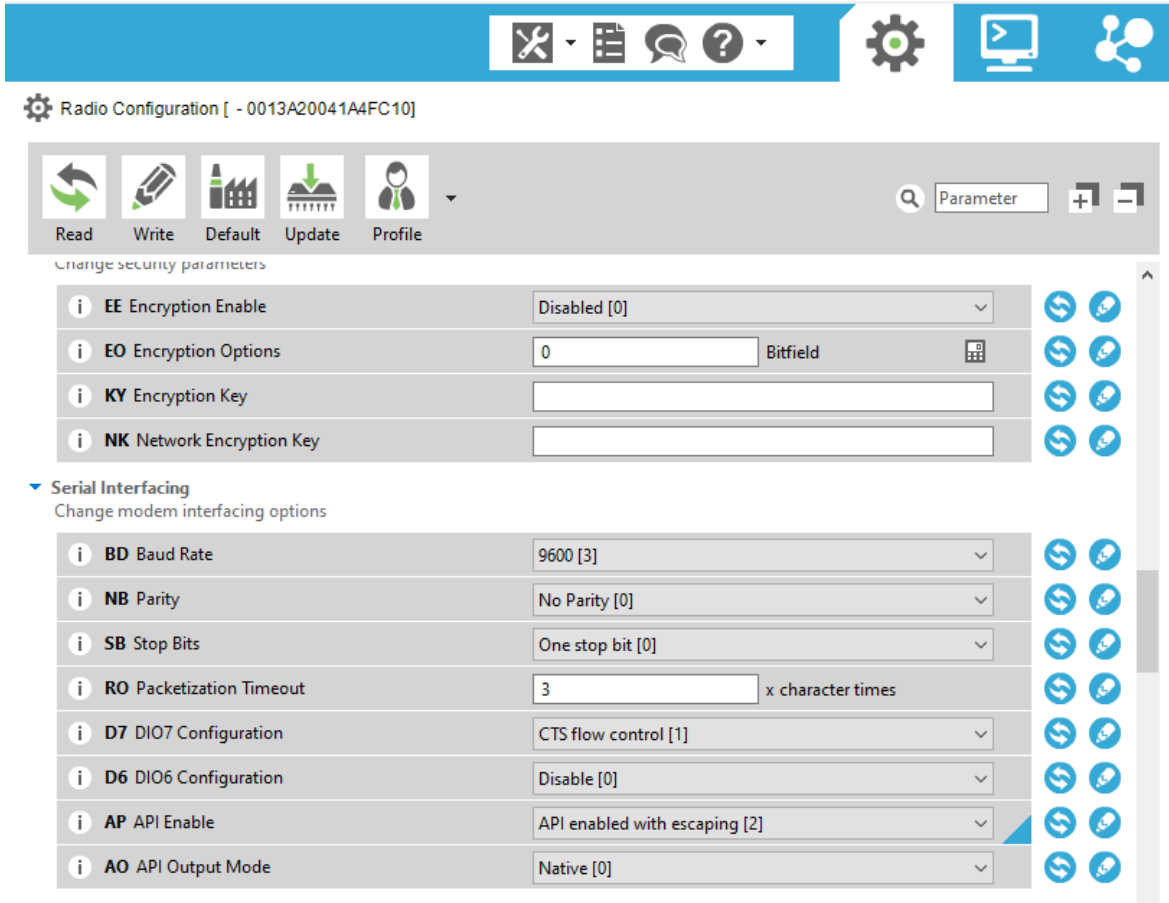 Radio Configuration [ - 0013A20041A4FC10]
Read Write Default Update Profile Parameter
Change security parameters
i EE Encryption Enable Disabled [0]
i EO Encryption Options 0 Bitfield
i KY Encryption Key
i NK Network Encryption Key
Serial Interfacing
Change modem interfacing options
i BD Baud Rate 9600 [3]
i NB Parity No Parity [0]
i SB Stop Bits One stop bit [0]
i RO Packetization Timeout 3 x character times
i D7 DIO7 Configuration CTS flow control [1]
i D6 DIO6 Configuration Disable [0]
i AP API Enable API enabled with escaping [2]
i AO API Output Mode Native [0]